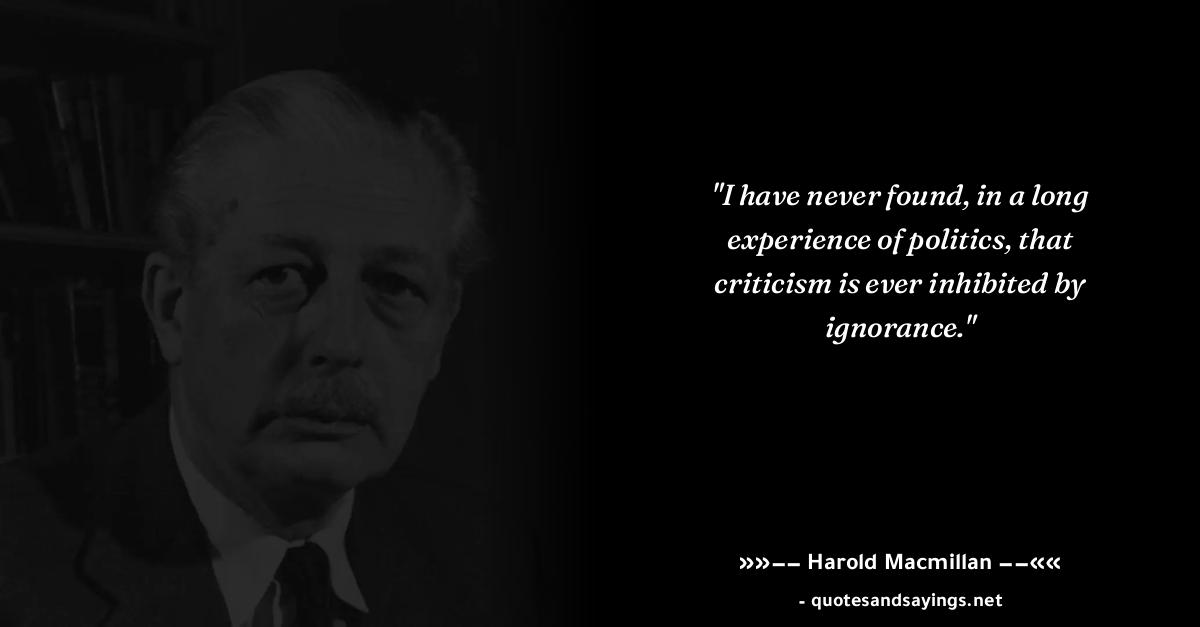 "I have never found, in a long
experience of politics, that
criticism is ever inhibited by
ignorance."
»»−− Harold Macmillan −−««
- quotesandsayings.net